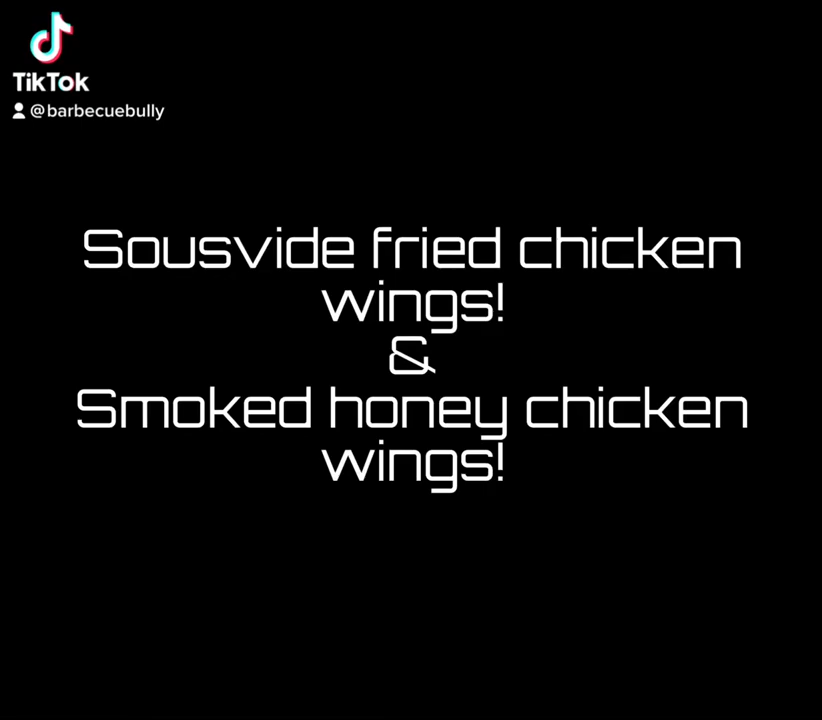 TikTok
@barbecuebully
Sousvide fried chicken
wings!
&
Smoked honey chicken
wings!